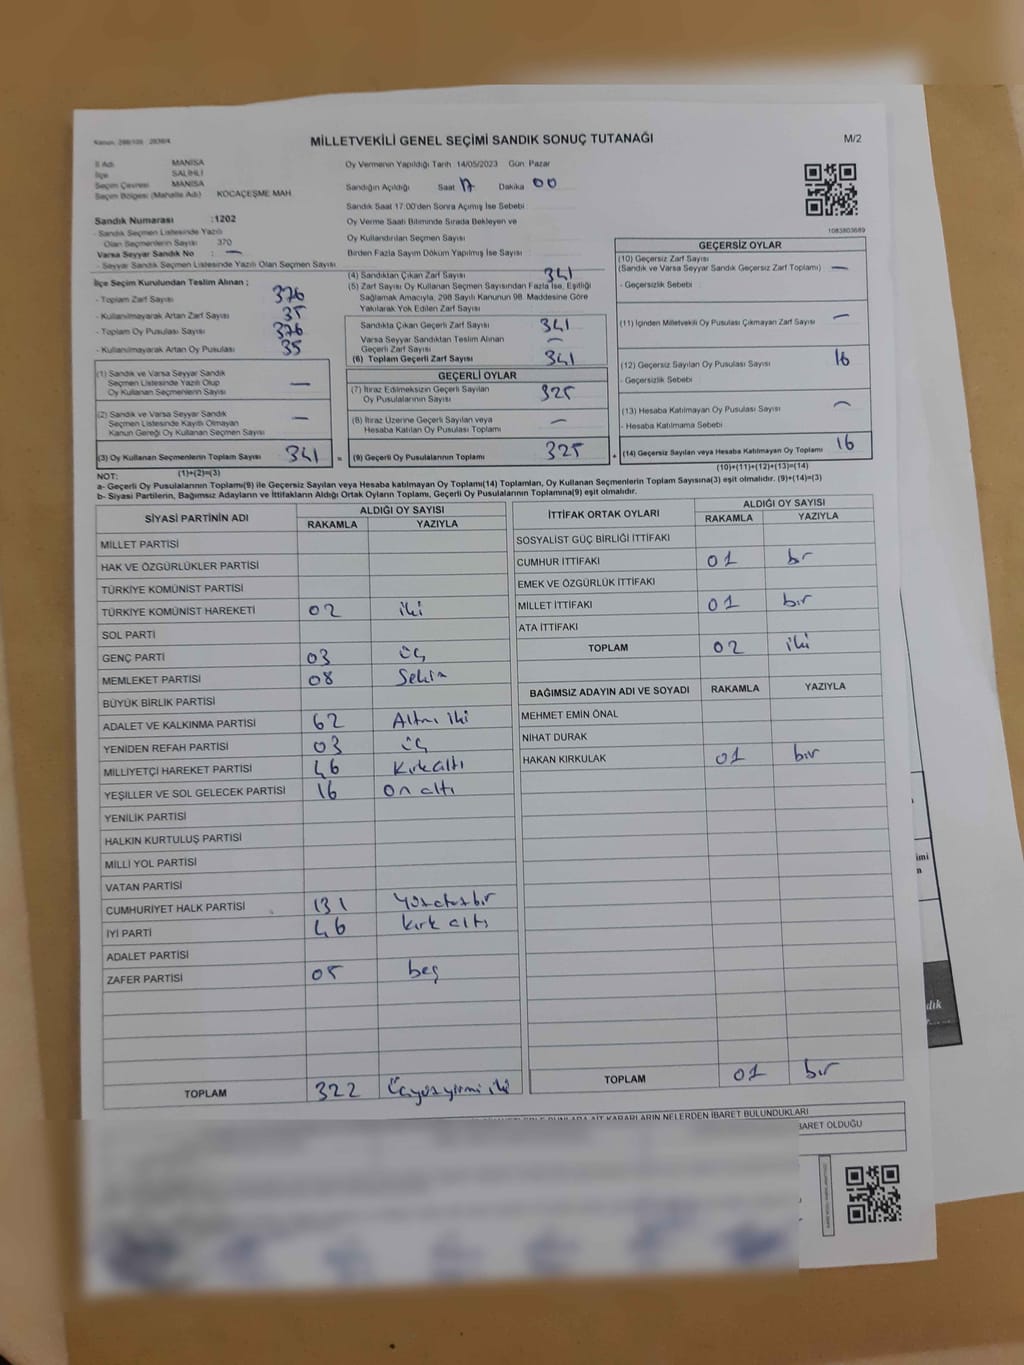 MİLLETVEKİLİ GENEL SEÇİMİ SANDIK SONUÇ TUTANAĞI
M/2
İl Adı MANİSA
İlçe SALİHLİ
Seçim Çevresi MANİSA
Seçim Bölgesi (Mahalle Adı) KOCAÇEŞME MAH
Sandık Numarası :1202
- Sandık Seçmen Listesinde Yazılı
Olan Seçmenlerin Sayısı 370
Varsa Seyyar Sandık No : —
- Seyyar Sandık Seçmen Listesinde Yazılı Olan Seçmen Sayısı
İlçe Seçim Kurulundan Teslim Alınan ;
- Toplam Zarf Sayısı 376
- Kullanılmayarak Artan Zarf Sayısı 35
- Toplam Oy Pusulası Sayısı 376
- Kullanılmayarak Artan Oy Pusulası 35
(1) Sandık ve Varsa Seyyar Sandık
Seçmen Listesinde Yazılı Olup
Oy Kullanan Seçmenlerin Sayısı —
(2) Sandık ve Varsa Seyyar Sandık
Seçmen Listesinde Kayıtlı Olmayan
Kanun Gereği Oy Kullanan Seçmen Sayısı —
(3) Oy Kullanan Seçmenlerin Toplam Sayısı 341 =
(1)+(2)=(3)
Oy Vermenin Yapıldığı Tarih 14/05/2023 Gün Pazar
Sandığın Açıldığı Saat 17 Dakika 00
Sandık Saat 17:00'den Sonra Açımış İse Sebebi
Oy Verme Saati Bitiminde Sırada Bekleyen ve
Oy Kullandırılan Seçmen Sayısı
Birden Fazla Sayım Döküm Yapılmış İse Sayısı :
(4) Sandıktan Çıkan Zarf Sayısı 341
(5) Zarf Sayısı Oy Kullanan Seçmen Sayısından Fazla İse, Eşitliği
Sağlamak Amacıyla, 298 Sayılı Kanunun 98. Maddesine Göre
Yakılarak Yok Edilen Zarf Sayısı
Sandıkta Çıkan Geçerli Zarf Sayısı 341
Varsa Seyyar Sandıktan Teslim Alınan
Geçerli Zarf Sayısı —
(6) Toplam Geçerli Zarf Sayısı 341
GEÇERLİ OYLAR
(7) İtiraz Edilmeksizin Geçerli Sayılan
Oy Pusulalarının Sayısı 325
(8) İtiraz Üzerine Geçerli Sayılan veya
Hesaba Katılan Oy Pusulası Toplamı —
(9) Geçerli Oy Pusulalarının Toplamı 325 +
1083803689
GEÇERSİZ OYLAR
(10) Geçersiz Zarf Sayısı
(Sandık ve Varsa Seyyar Sandık Geçersiz Zarf Toplamı) —
- Geçersizlik Sebebi
(11) İçinden Milletvekili Oy Pusulası Çıkmayan Zarf Sayısı —
(12) Geçersiz Sayılan Oy Pusulası Sayısı 16
- Geçersizlik Sebebi
(13) Hesaba Katılmayan Oy Pusulası Sayısı —
- Hesaba Katılmama Sebebi
(14) Geçersiz Sayılan veya Hesaba Katılmayan Oy Toplamı 16
(10)+(11)+(12)+(13)=(14)
NOT:
a- Geçerli Oy Pusulalarının Toplamı(9) ile Geçersiz Sayılan veya Hesaba katılmayan Oy Toplamı(14) Toplamları, Oy Kullanan Seçmenlerin Toplam Sayısına(3) eşit olmalıdır. (9)+(14)=(3)
b- Siyasi Partilerin, Bağımsız Adayların ve İttifakların Aldığı Ortak Oyların Toplamı, Geçerli Oy Pusulalarının Toplamına(9) eşit olmalıdır.
SİYASİ PARTİNİN ADI ALDIĞI OY SAYISI
RAKAMLA YAZIYLA
MİLLET PARTİSİ
HAK VE ÖZGÜRLÜKLER PARTİSİ
TÜRKİYE KOMÜNİST PARTİSİ
TÜRKİYE KOMÜNİST HAREKETİ 02 iki
SOL PARTİ
GENÇ PARTİ 03 üç
MEMLEKET PARTİSİ 08 Sekiz
BÜYÜK BİRLİK PARTİSİ
ADALET VE KALKINMA PARTİSİ 62 Altmı iki
YENİDEN REFAH PARTİSİ 03 üç
MİLLİYETÇİ HAREKET PARTİSİ 46 Kırkaltı
YEŞİLLER VE SOL GELECEK PARTİSİ 16 On altı
YENİLİK PARTİSİ
HALKIN KURTULUŞ PARTİSİ
MİLLİ YOL PARTİSİ
VATAN PARTİSİ
CUMHURİYET HALK PARTİSİ 131 Yüzotuzbir
İYİ PARTİ 46 kırk altı
ADALET PARTİSİ
ZAFER PARTİSİ 05 beş
TOPLAM 322 Üçyüzyirmi iki
İTTİFAK ORTAK OYLARI ALDIĞI OY SAYISI
RAKAMLA YAZIYLA
SOSYALİST GÜÇ BİRLİĞİ İTTİFAKI
CUMHUR İTTİFAKI 01 bir
EMEK VE ÖZGÜRLÜK İTTİFAKI
MİLLET İTTİFAKI 01 bir
ATA İTTİFAKI
TOPLAM 02 iki
BAĞIMSIZ ADAYIN ADI VE SOYADI RAKAMLA YAZIYLA
MEHMET EMİN ÖNAL
NİHAT DURAK
HAKAN KIRKULAK 01 bir
TOPLAM 01 bir
KARARLARIN NELERDEN İBARET BULUNDUKLARI
İBARET OLDUĞU